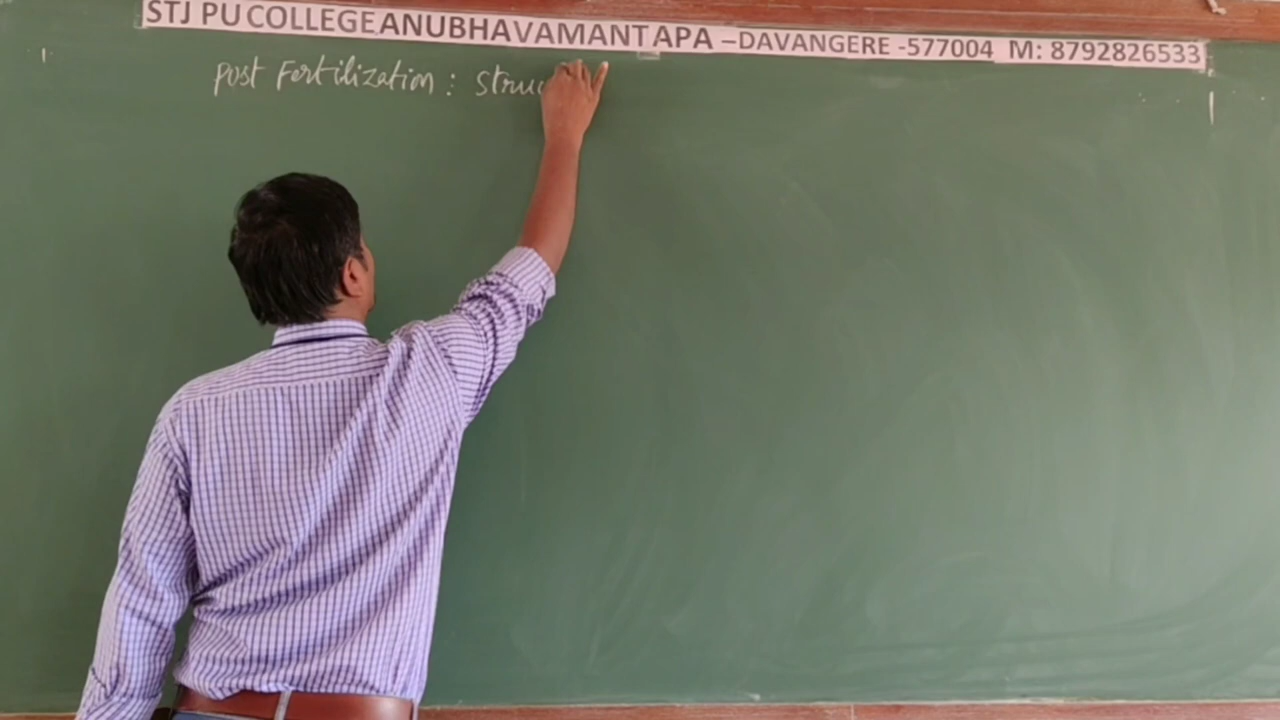 STJ PU COLLEGE ANUBHAVAMANTAPA –DAVANGERE -577004 M: 8792826533
Post Fertilization : Struc